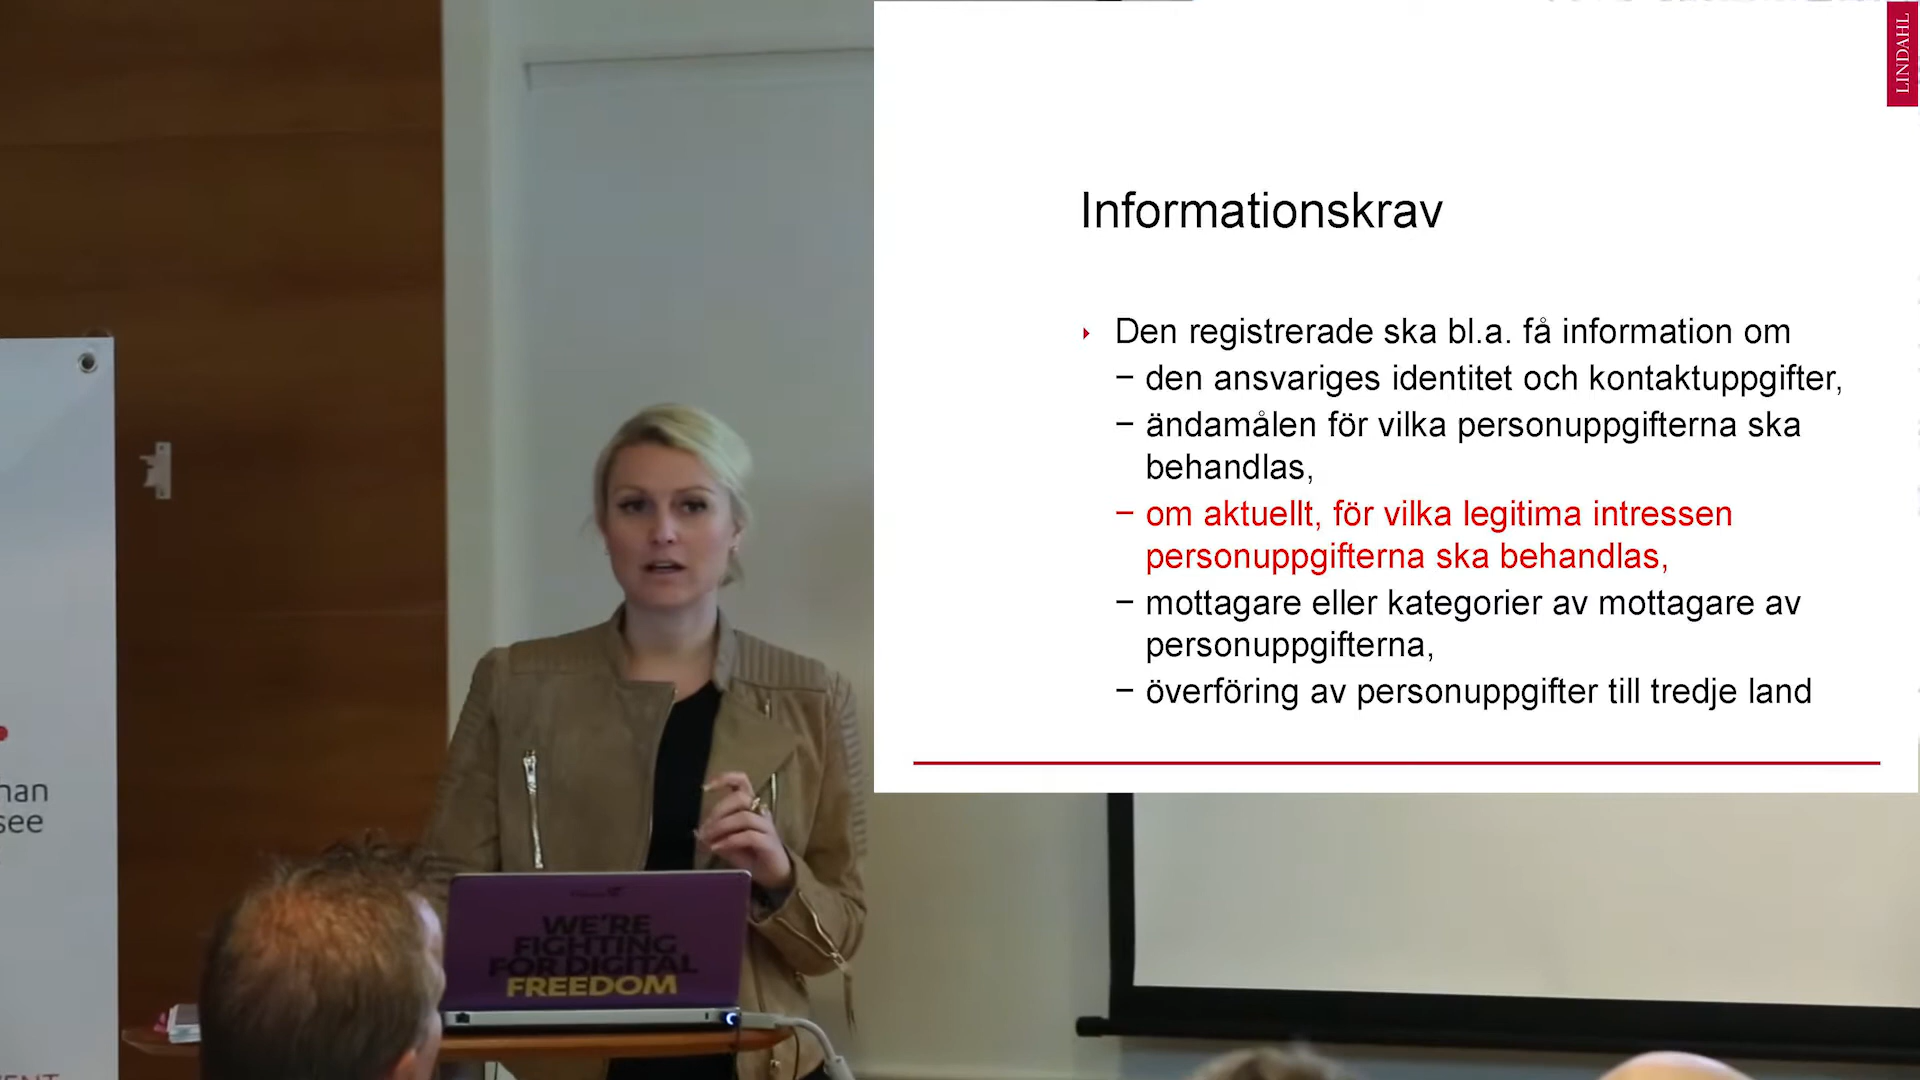 LINDAHL
Informationskrav
Den registrerade ska bl.a. få information om
– den ansvariges identitet och kontaktuppgifter,
– ändamålen för vilka personuppgifterna ska
behandlas,
– om aktuellt, för vilka legitima intressen
personuppgifterna ska behandlas,
– mottagare eller kategorier av mottagare av
personuppgifterna,
– överföring av personuppgifter till tredje land
see
WE'RE
FIGHTING
FOR DIGITAL
FREEDOM